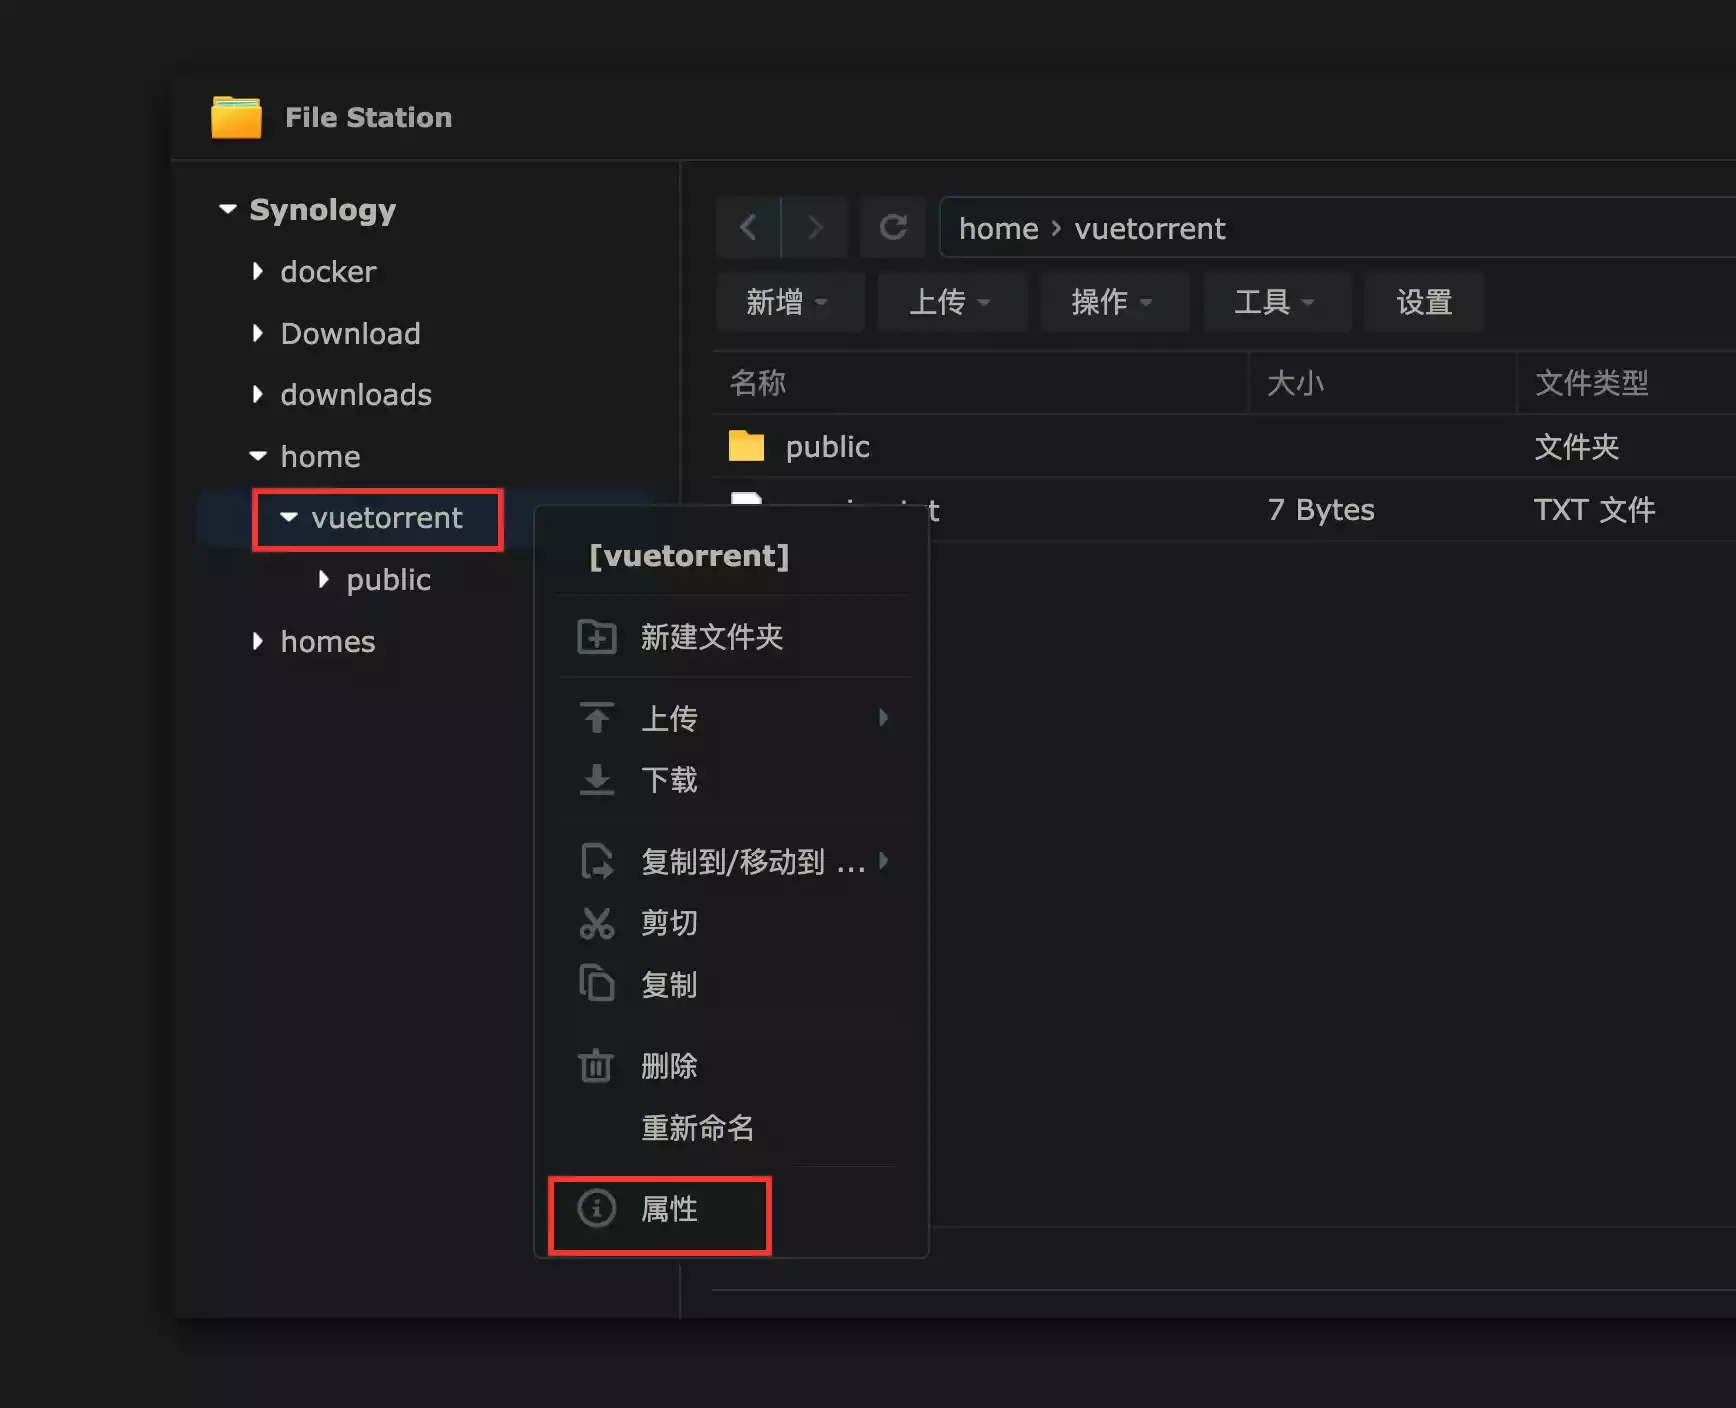 File Station
Synology
docker
Download
downloads
home
vuetorrent
public
homes
home › vuetorrent
新增
上传
操作
工具
设置
名称
大小
文件类型
public
文件夹
7 Bytes
TXT 文件
[vuetorrent]
新建文件夹
上传
下载
复制到/移动到 ...
剪切
复制
删除
重新命名
属性